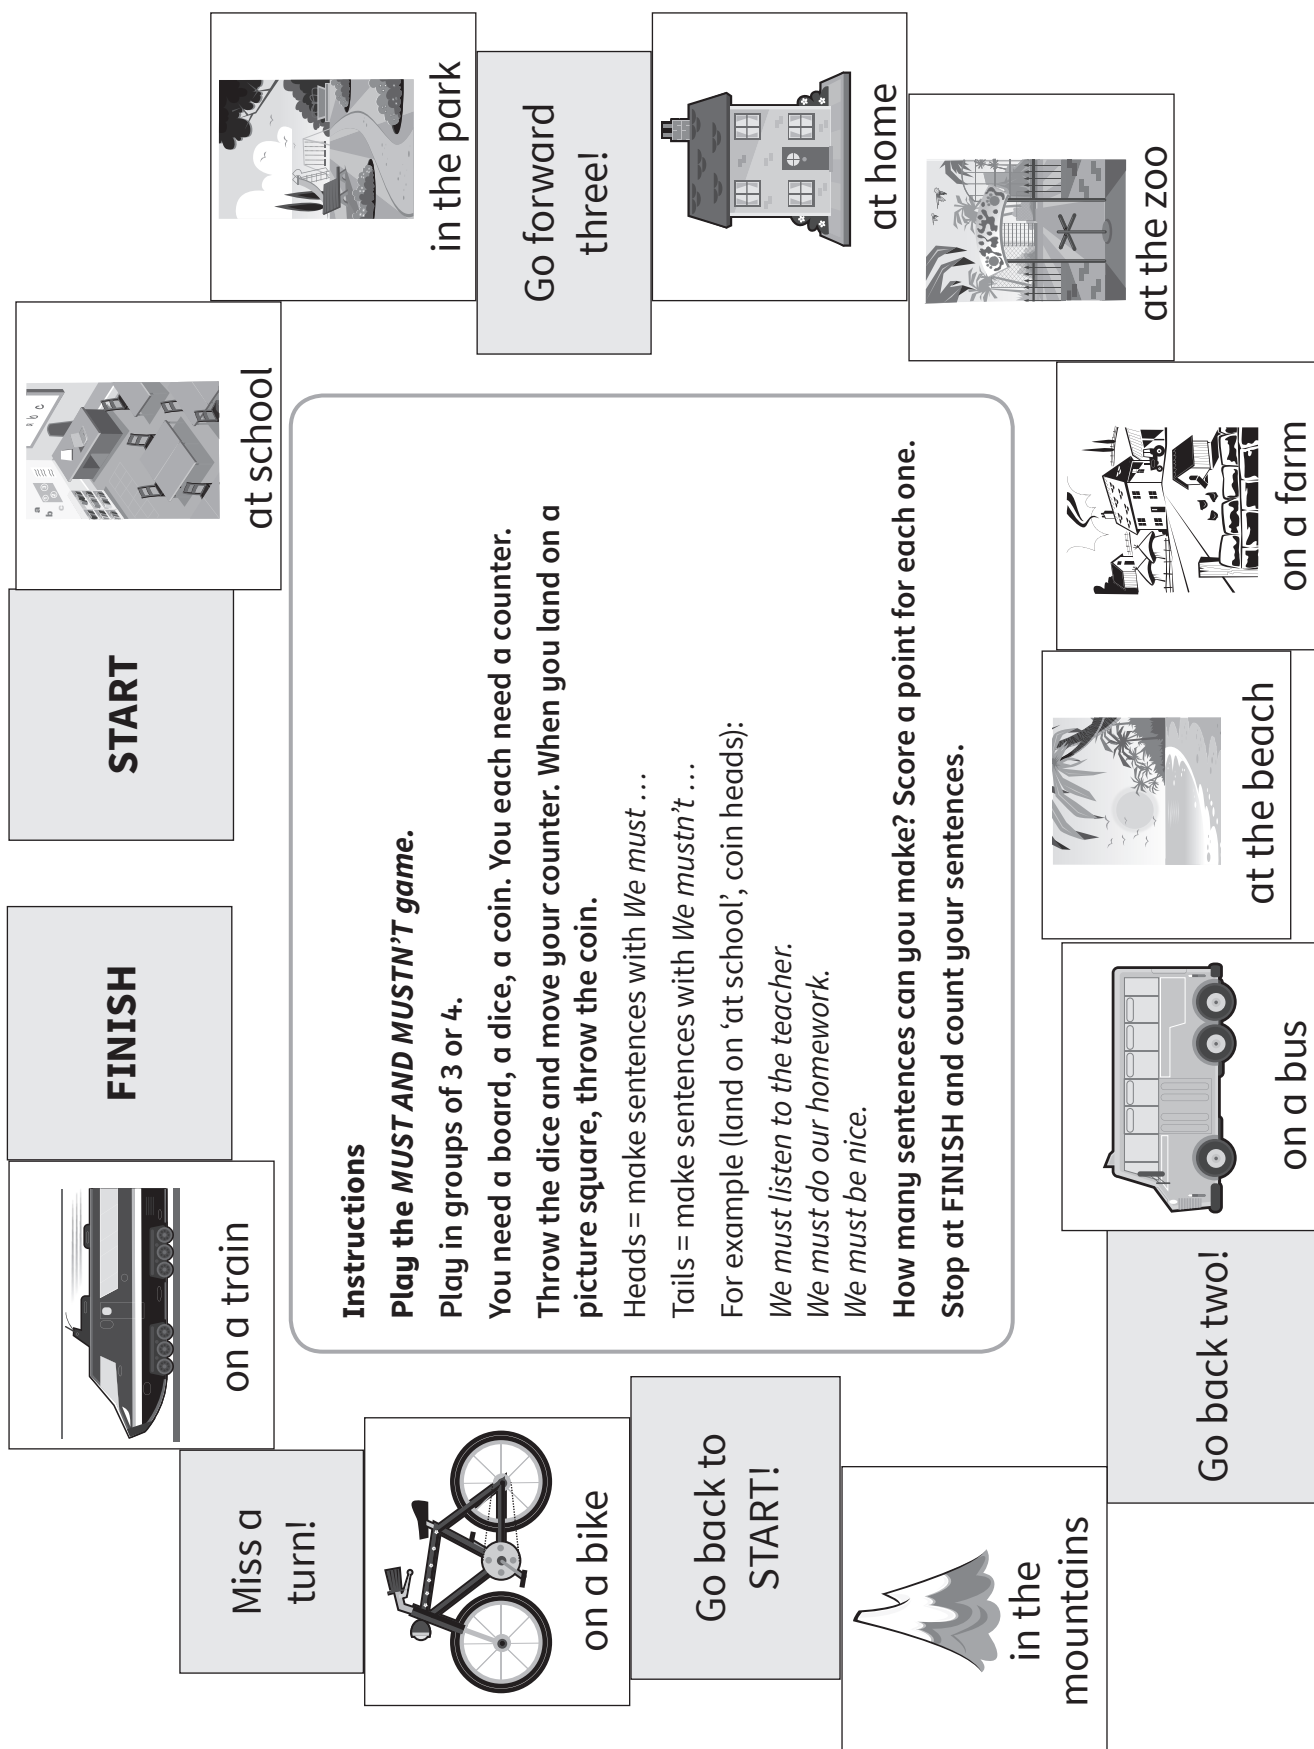 START
at school
in the park
Go forward
three!
at home
at the zoo
on a farm
at the beach
on a bus
Go back two!
in the
mountains
Go back to
START!
on a bike
Miss a
turn!
on a train
FINISH
Instructions
Play the MUST AND MUSTN’T game.
Play in groups of 3 or 4.
You need a board, a dice, a coin. You each need a counter.
Throw the dice and move your counter. When you land on a
picture square, throw the coin.
Heads = make sentences with We must …
Tails = make sentences with We mustn’t …
For example (land on ‘at school’, coin heads):
We must listen to the teacher.
We must do our homework.
We must be nice.
How many sentences can you make? Score a point for each one.
Stop at FINISH and count your sentences.